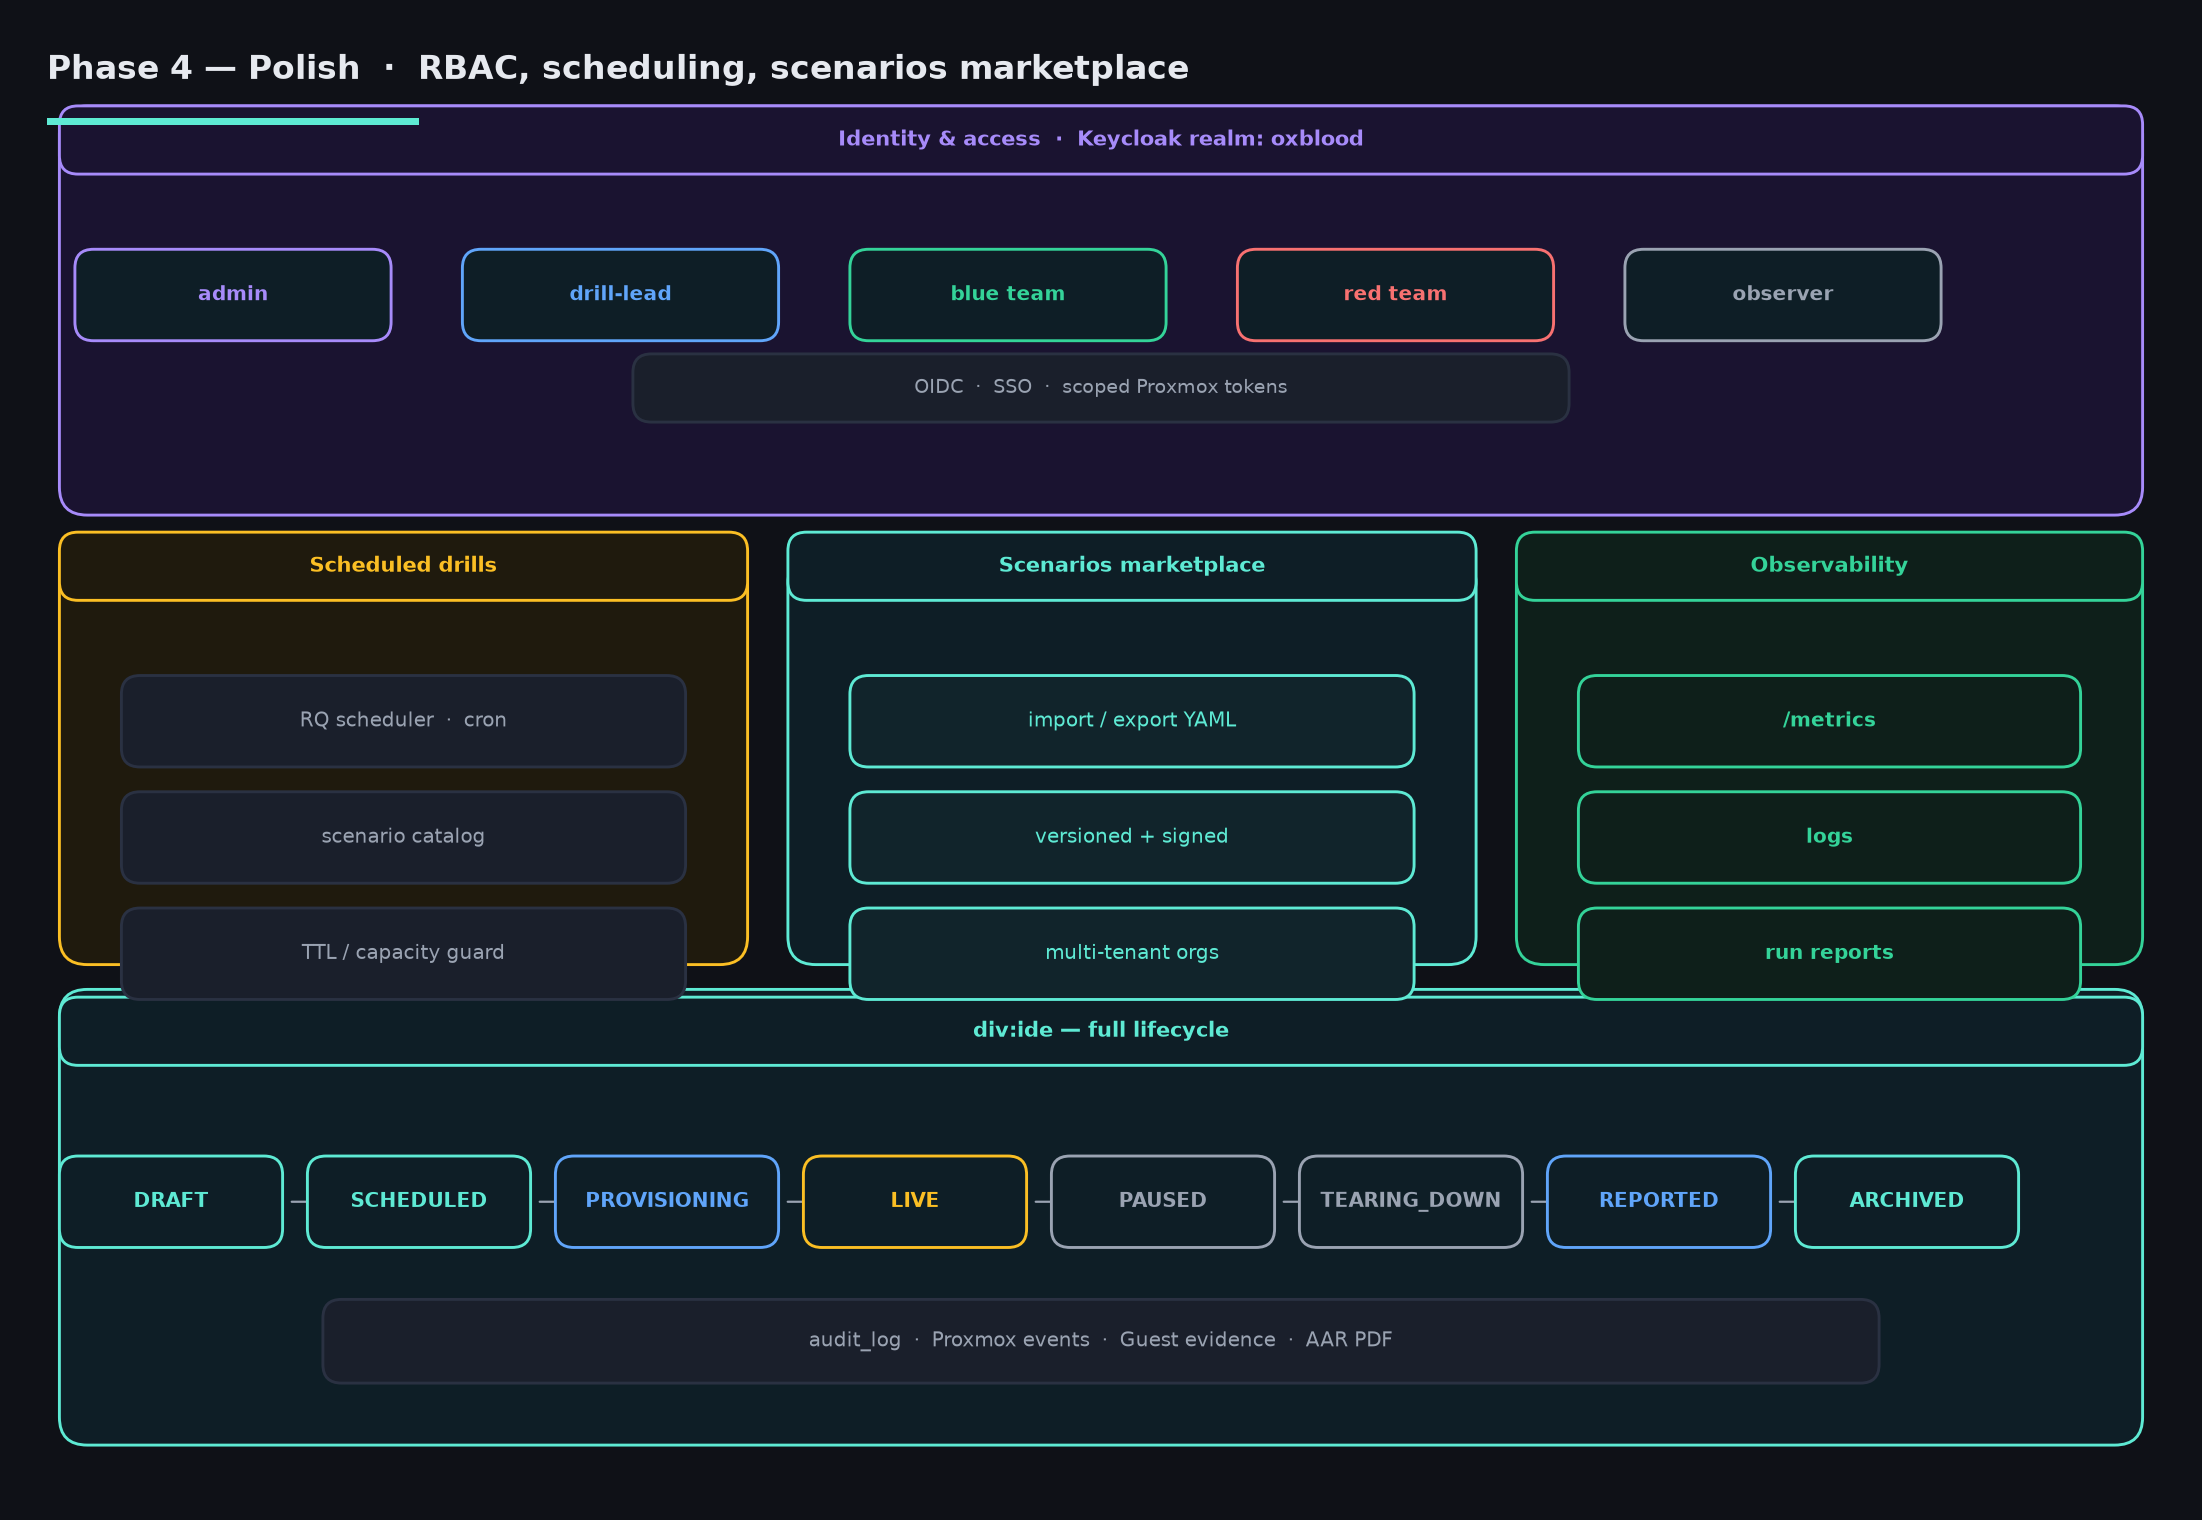 Phase 4 — Polish · RBAC, scheduling, scenarios marketplace
Identity & access · Keycloak realm: oxblood
admin
drill-lead
blue team
red team
observer
OIDC · SSO · scoped Proxmox tokens
Scheduled drills
RQ scheduler · cron
scenario catalog
TTL / capacity guard
Scenarios marketplace
import / export YAML
versioned + signed
multi-tenant orgs
Observability
/metrics
logs
run reports
div:ide — full lifecycle
DRAFT
SCHEDULED
PROVISIONING
LIVE
PAUSED
TEARING_DOWN
REPORTED
ARCHIVED
audit_log · Proxmox events · Guest evidence · AAR PDF